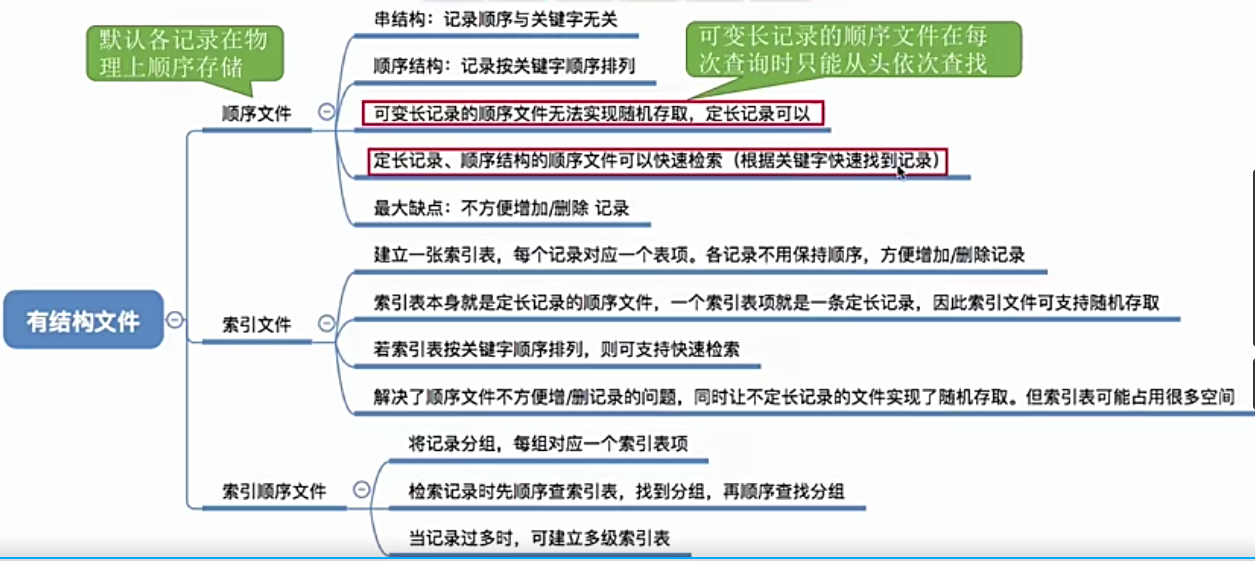 串结构：记录顺序与关键字无关
默认各记录在物
理上顺序存储
可变长记录的顺序文件在每
次查询时只能从头依次查找
顺序结构：记录按关键字顺序排列
顺序文件
可变长记录的顺序文件无法实现随机存取，定长记录可以
定长记录、顺序结构的顺序文件可以快速检索（根据关键字快速找到记录）
最大缺点：不方便增加/删除 记录
建立一张索引表，每个记录对应一个表项。各记录不用保持顺序，方便增加/删除记录
索引表本身就是定长记录的顺序文件，一个索引表项就是一条定长记录，因此索引文件可支持随机存取
有结构文件
索引文件
若索引表按关键字顺序排列，则可支持快速检索
解决了顺序文件不方便增/删记录的问题，同时让不定长记录的文件实现了随机存取。但索引表可能占用很多空间
将记录分组，每组对应一个索引表项
索引顺序文件
检索记录时先顺序查索引表，找到分组，再顺序查找分组
当记录过多时，可建立多级索引表